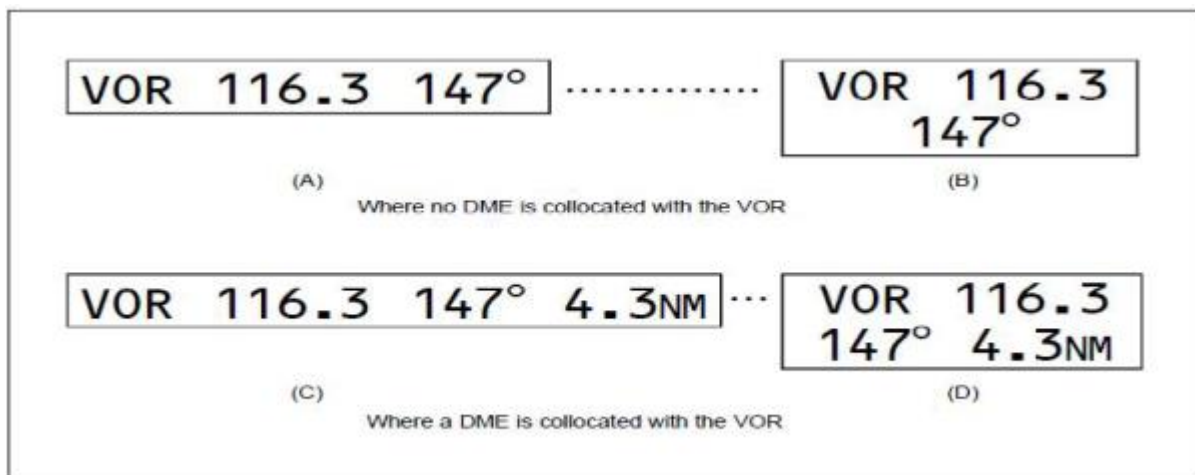 VOR 116.3 147°
VOR 116.3
147°
(A)
(B)
Where no DME is collocated with the VOR
VOR 116.3 147° 4.3NM
VOR 116.3
147° 4.3NM
(C)
(D)
Where a DME is collocated with the VOR